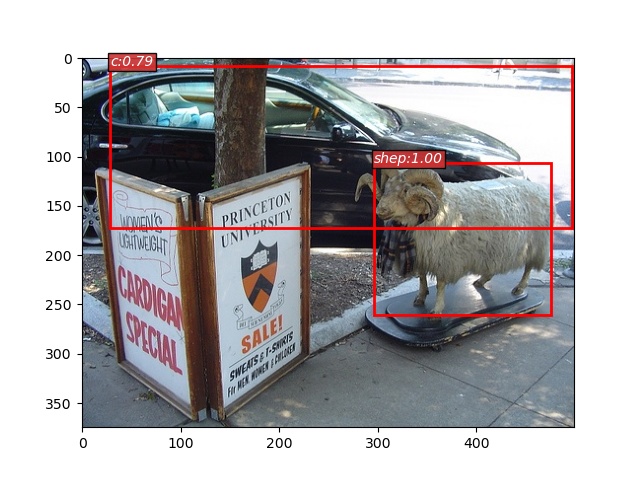 c:0.79
shep:1.00
WOMEN'S
LIGHTWEIGHT
CARDIGAN
SPECIAL
PRINCETON
UNIVERSITY
SALE!
SWEATS & T-SHIRTS
FOR MEN, WOMEN & CHILDREN
0
50
100
150
200
250
300
350
0
100
200
300
400